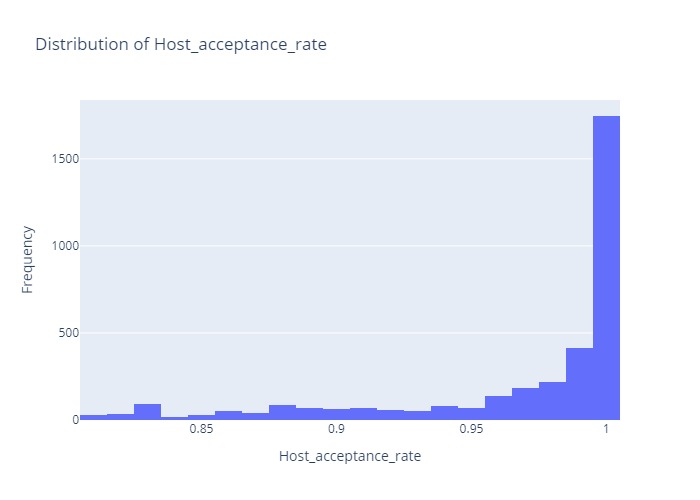 Distribution of Host_acceptance_rate
1500
1000
500
0
Frequency
0.85
0.9
0.95
1
Host_acceptance_rate